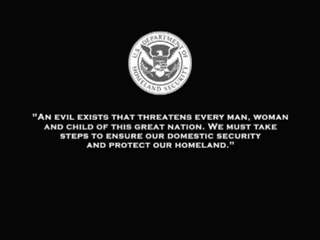 U.S. DEPARTMENT OF
HOMELAND SECURITY
"AN EVIL EXISTS THAT THREATENS EVERY MAN, WOMAN
AND CHILD OF THIS GREAT NATION. WE MUST TAKE
STEPS TO ENSURE OUR DOMESTIC SECURITY
AND PROTECT OUR HOMELAND."